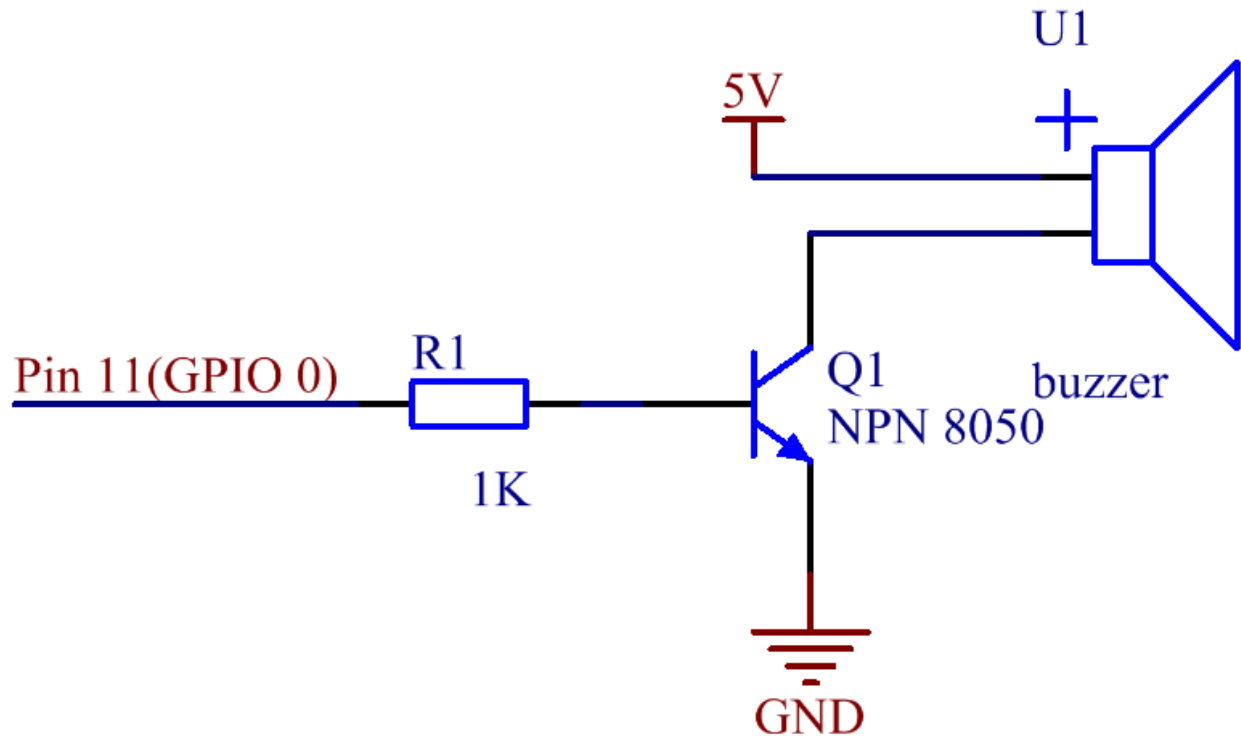 U1
5V
+
R1
Pin 11(GPIO 0)
Q1
buzzer
NPN 8050
1K
GND